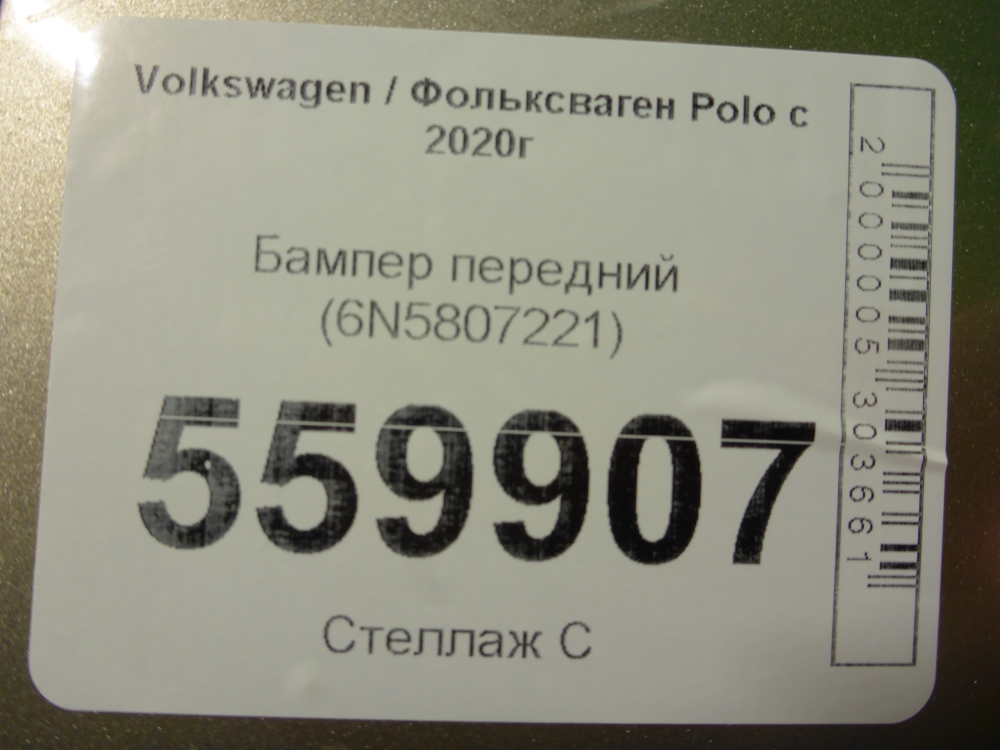 Volkswagen / Фольксваген Polo с
2020г
Бампер передний
(6N5807221)
559907
Стеллаж С
2000005303661